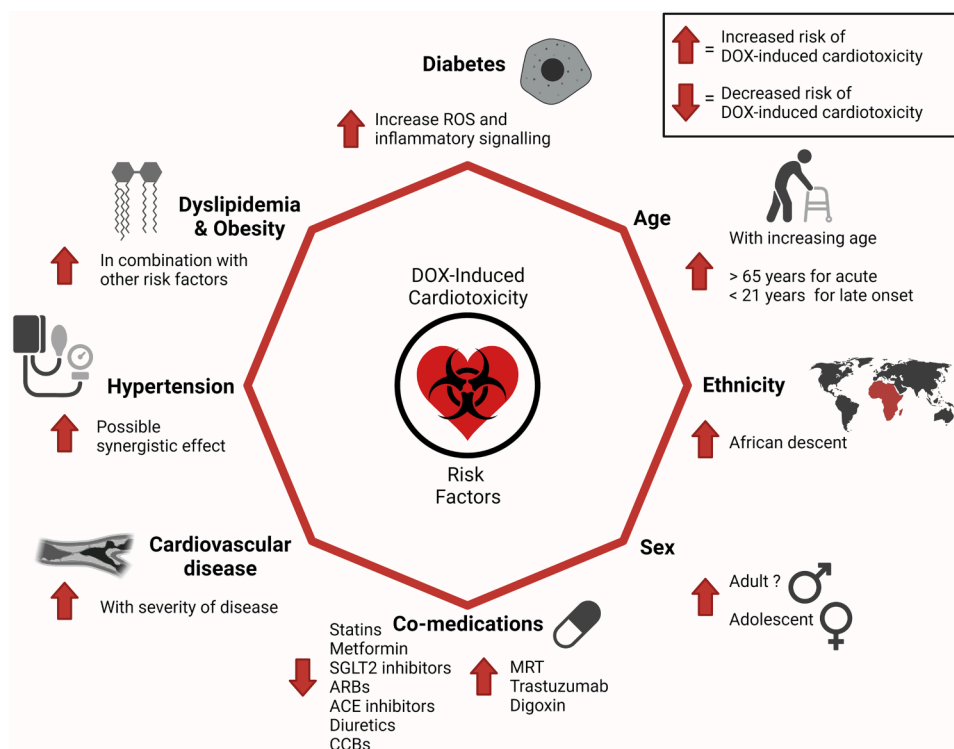 = Increased risk of
DOX-induced cardiotoxicity
= Decreased risk of
DOX-induced cardiotoxicity
Diabetes
Increase ROS and
inflammatory signalling
Age
With increasing age
> 65 years for acute
< 21 years for late onset
Ethnicity
African descent
Sex
Adult ?
Adolescent
Co-medications
Statins
Metformin
SGLT2 inhibitors
ARBs
ACE inhibitors
Diuretics
CCBs
MRT
Trastuzumab
Digoxin
Cardiovascular
disease
With severity of disease
Hypertension
Possible
synergistic effect
Dyslipidemia
& Obesity
In combination with
other risk factors
DOX-Induced
Cardiotoxicity
Risk
Factors